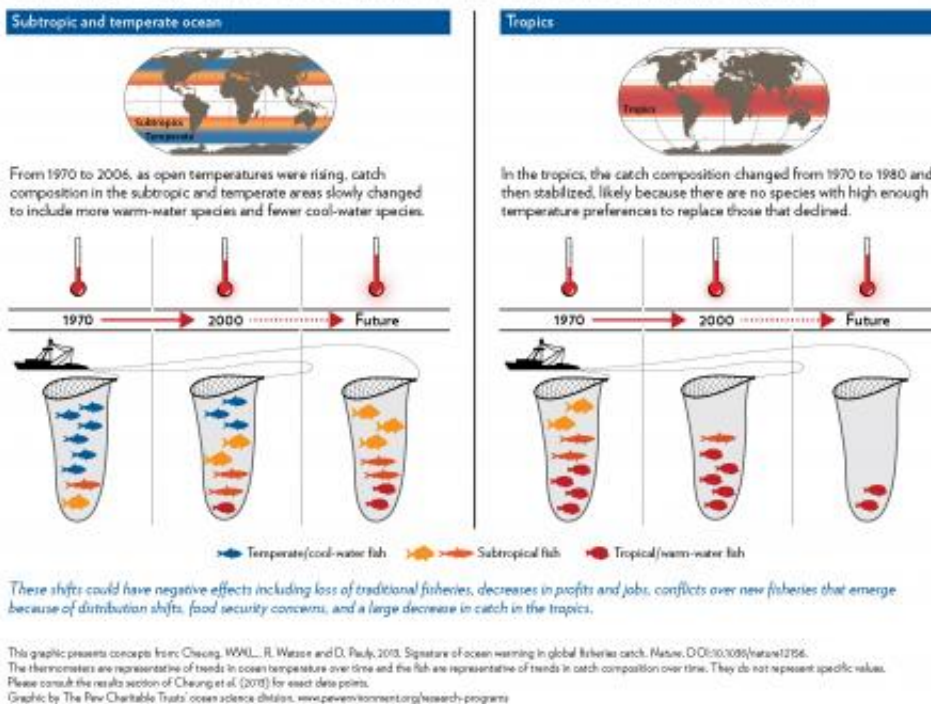 Subtropic and temperate ocean
Subtropics
Temperate
From 1970 to 2006, as open temperatures were rising, catch
composition in the subtropic and temperate areas slowly changed
to include more warm-water species and fewer cool-water species.
1970
2000
Future
Tropics
Tropics
In the tropics, the catch composition changed from 1970 to 1980 and
then stabilized, likely because there are no species with high enough
temperature preferences to replace those that declined.
1970
2000
Future
Temperate/cool-water fish
Subtropical fish
Tropical/warm-water fish
These shifts could have negative effects including loss of traditional fisheries, decreases in profits and jobs, conflicts over new fisheries that emerge
because of distribution shifts, food security concerns, and a large decrease in catch in the tropics.
This graphic presents concepts from: Cheung, W.W.L., R. Watson and D. Pauly. 2013. Signature of ocean warming in global fisheries catch. Nature. DOI:10.1038/nature12156.
The thermometers are representative of trends in ocean temperature over time and the fish are representative of trends in catch composition over time. They do not represent specific values.
Please consult the results section of Cheung et al. (2013) for exact data points.
Graphic by The Pew Charitable Trusts' ocean science division. www.pewenvironment.org/research-programs